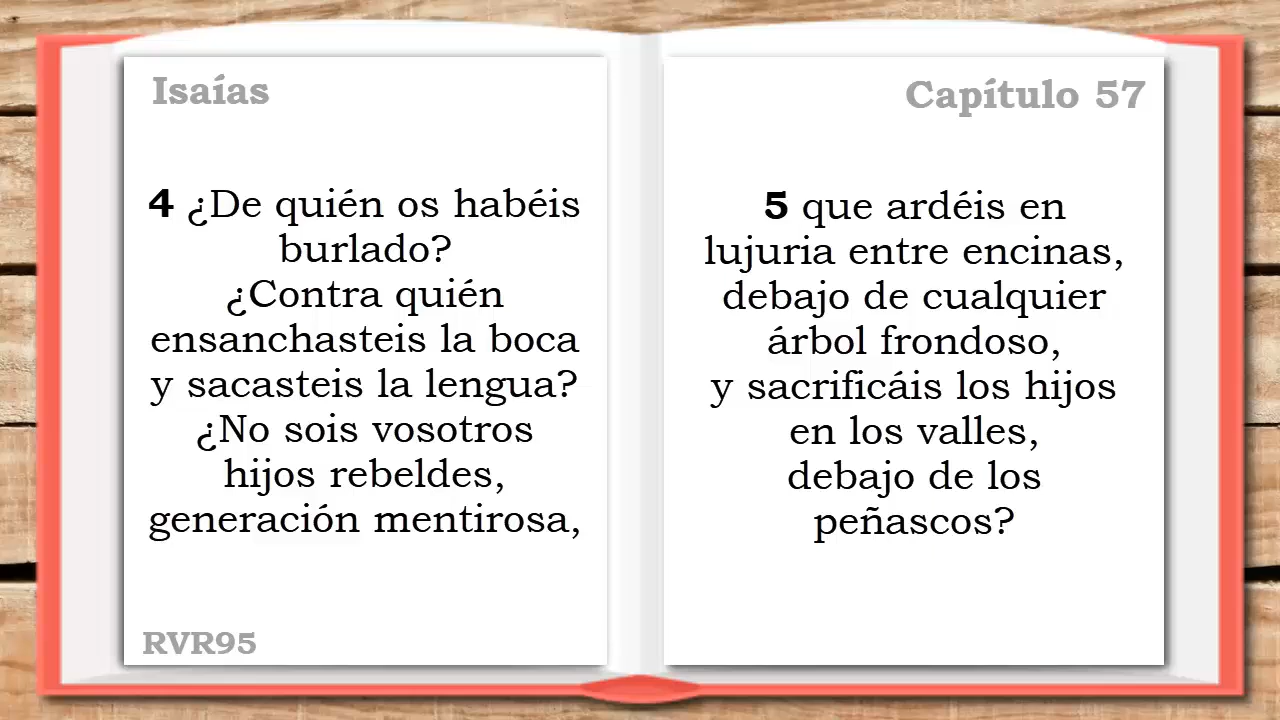 Isaías
4 ¿De quién os habéis
burlado?
¿Contra quién
ensanchasteis la boca
y sacasteis la lengua?
¿No sois vosotros
hijos rebeldes,
generación mentirosa,
RVR95
Capítulo 57
5 que ardéis en
lujuria entre encinas,
debajo de cualquier
árbol frondoso,
y sacrificáis los hijos
en los valles,
debajo de los
peñascos?